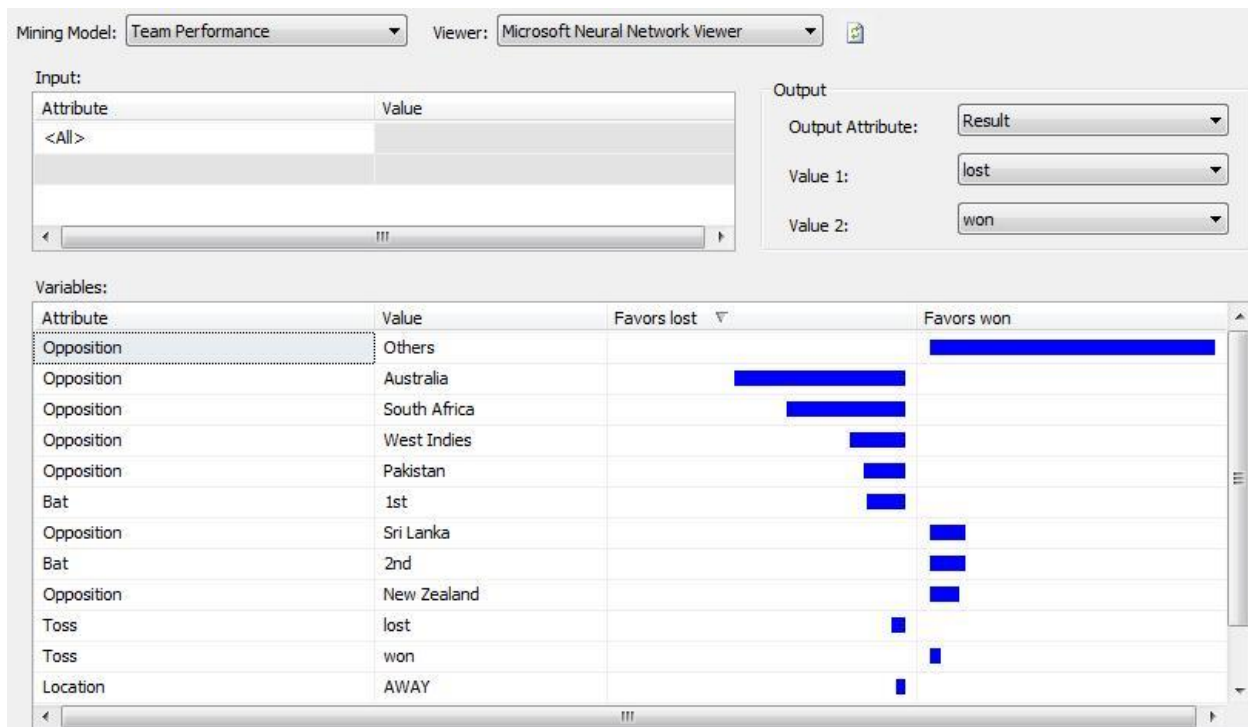 Mining Model: Team Performance Viewer: Microsoft Neural Network Viewer
Input:
Attribute Value
<All>
Output
Output Attribute: Result
Value 1: lost
Value 2: won
Variables:
Attribute Value Favors lost Favors won
Opposition Others
Opposition Australia
Opposition South Africa
Opposition West Indies
Opposition Pakistan
Bat 1st
Opposition Sri Lanka
Bat 2nd
Opposition New Zealand
Toss lost
Toss won
Location AWAY